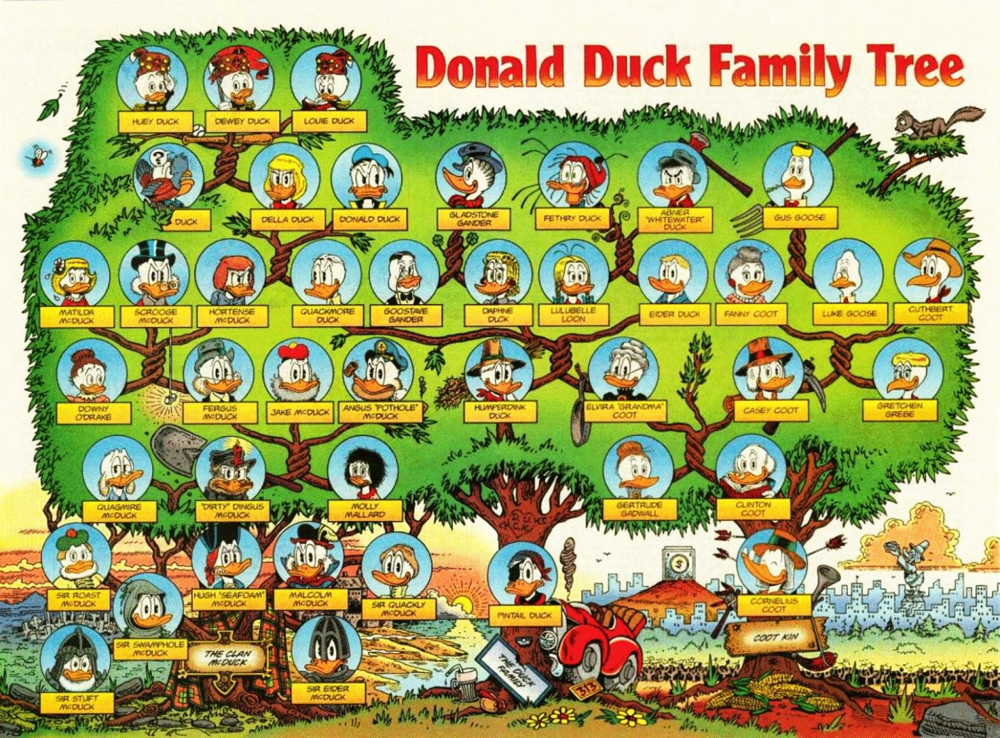 Donald Duck Family Tree
HUEY DUCK
DEWEY DUCK
LOUIE DUCK
?
DUCK
DELLA DUCK
DONALD DUCK
GLADSTONE
GANDER
FETHRY DUCK
ABNER
"WHITEWATER"
DUCK
GUS GOOSE
MATILDA
McDUCK
SCROOGE
McDUCK
HORTENSE
McDUCK
QUACKMORE
DUCK
GOOSTAVE
GANDER
DAPHNE
DUCK
LULUBELLE
LOON
EIDER DUCK
FANNY COOT
LUKE GOOSE
CUTHBERT
COOT
DOWNY
O'DRAKE
FERGUS
McDUCK
JAKE McDUCK
ANGUS "POTHOLE"
McDUCK
HUMPERDINK
DUCK
ELVIRA "GRANDMA"
COOT
CASEY COOT
GRETCHEN
GREBE
QUAGMIRE
McDUCK
"DIRTY" DINGUS
McDUCK
MOLLY
MALLARD
GERTRUDE
GADWALL
CLINTON
COOT
DUCK
SIR ROAST
McDUCK
HUGH "SEAFOAM"
McDUCK
MALCOLM
McDUCK
SIR QUACKLY
McDUCK
PINTAIL DUCK
$
CORNELIUS
COOT
SIR SWAMPHOLE
McDUCK
THE CLAN
McDUCK
THE DUCK
FAMILY
COOT KIN
SIR STUFT
McDUCK
SIR EIDER
McDUCK
313